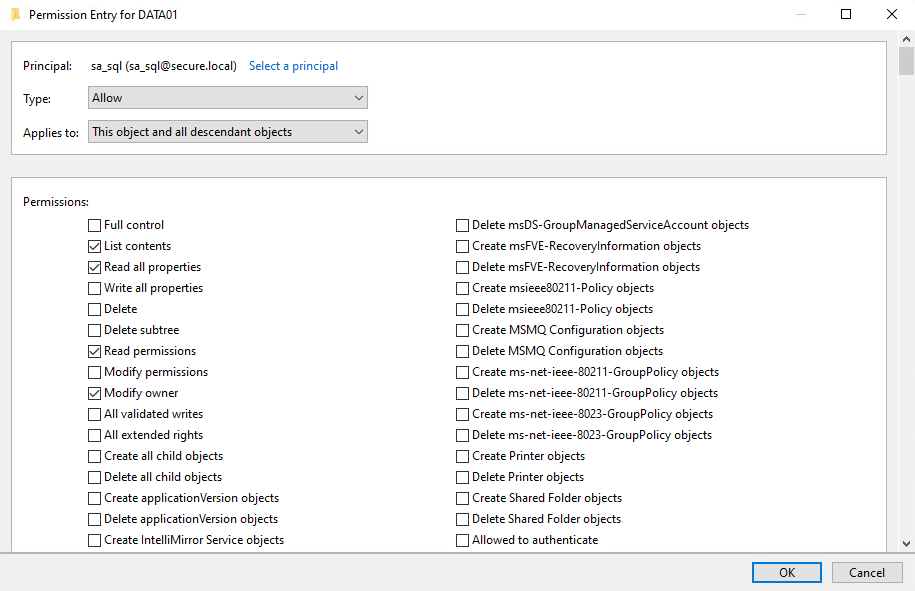 Permission Entry for DATA01
Principal: sa_sql (sa_sql@secure.local) Select a principal
Type: Allow
Applies to: This object and all descendant objects
Permissions:
Full control
List contents
Read all properties
Write all properties
Delete
Delete subtree
Read permissions
Modify permissions
Modify owner
All validated writes
All extended rights
Create all child objects
Delete all child objects
Create applicationVersion objects
Delete applicationVersion objects
Create IntelliMirror Service objects
Delete msDS-GroupManagedServiceAccount objects
Create msFVE-RecoveryInformation objects
Delete msFVE-RecoveryInformation objects
Create msieee80211-Policy objects
Delete msieee80211-Policy objects
Create MSMQ Configuration objects
Delete MSMQ Configuration objects
Create ms-net-ieee-80211-GroupPolicy objects
Delete ms-net-ieee-80211-GroupPolicy objects
Create ms-net-ieee-8023-GroupPolicy objects
Delete ms-net-ieee-8023-GroupPolicy objects
Create Printer objects
Delete Printer objects
Create Shared Folder objects
Delete Shared Folder objects
Allowed to authenticate
OK Cancel